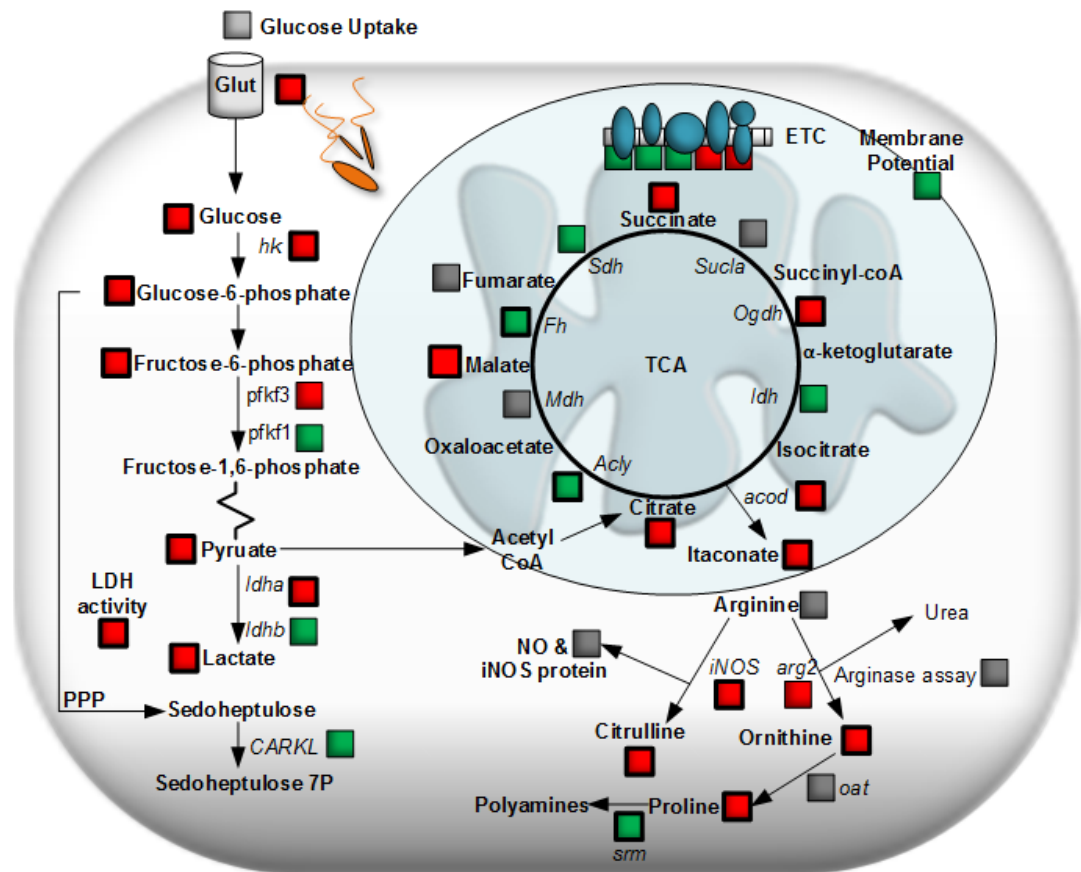 Glucose Uptake
Glut
ETC
Membrane
Potential
Glucose
hk
Succinate
Sdh
Sucla
Fumarate
Succinyl-coA
Glucose-6-phosphate
Fh
Ogdh
Fructose-6-phosphate
Malate
TCA
α-ketoglutarate
pfkf3
Mdh
Idh
pfkf1
Oxaloacetate
Isocitrate
Fructose-1,6-phosphate
Acly
acod
Citrate
Acetyl
CoA
Pyruate
Itaconate
LDH
activity
ldha
Arginine
Urea
ldhb
NO &
iNOS protein
Lactate
iNOS
arg2
Arginase assay
PPP
Sedoheptulose
Citrulline
Ornithine
CARKL
Sedoheptulose 7P
oat
Polyamines
Proline
srm